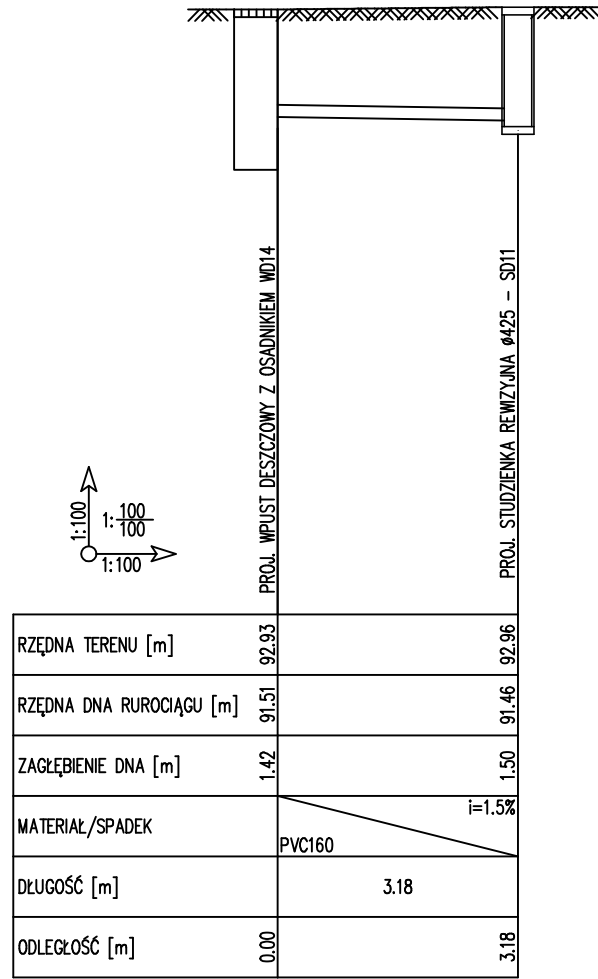 PROJ. WPUST DESZCZOWY Z OSADNIKIEM WD14
PROJ. STUDZIENKA REWIZYJNA ø425 - SD11
1:100
1:100/100
1:100
RZĘDNA TERENU [m] 92.93 92.96
RZĘDNA DNA RUROCIĄGU [m] 91.51 91.46
ZAGŁĘBIENIE DNA [m] 1.42 1.50
MATERIAŁ/SPADEK PVC160 i=1.5%
DŁUGOŚĆ [m] 3.18
ODLEGŁOŚĆ [m] 0.00 3.18